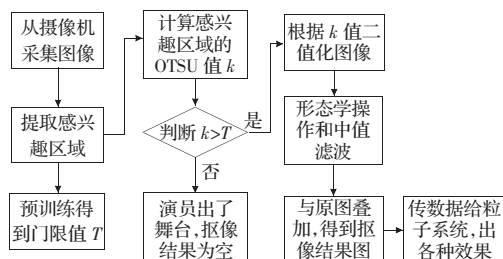 从摄像机
采集图像
提取感兴
趣区域
预训练得
到门限值 T
计算感兴
趣区域的
OTSU 值 k
判断 k>T
是
否
演员出了
舞台,抠像
结果为空
根据 k 值二
值化图像
形态学操
作和中值
滤波
与原图叠
加,得到抠
像结果图
传数据给粒
子系统,出
各种效果